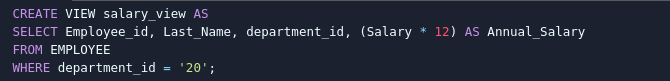 CREATE VIEW salary_view AS
SELECT Employee_id, Last_Name, department_id, (Salary * 12) AS Annual_Salary
FROM EMPLOYEE
WHERE department_id = '20';